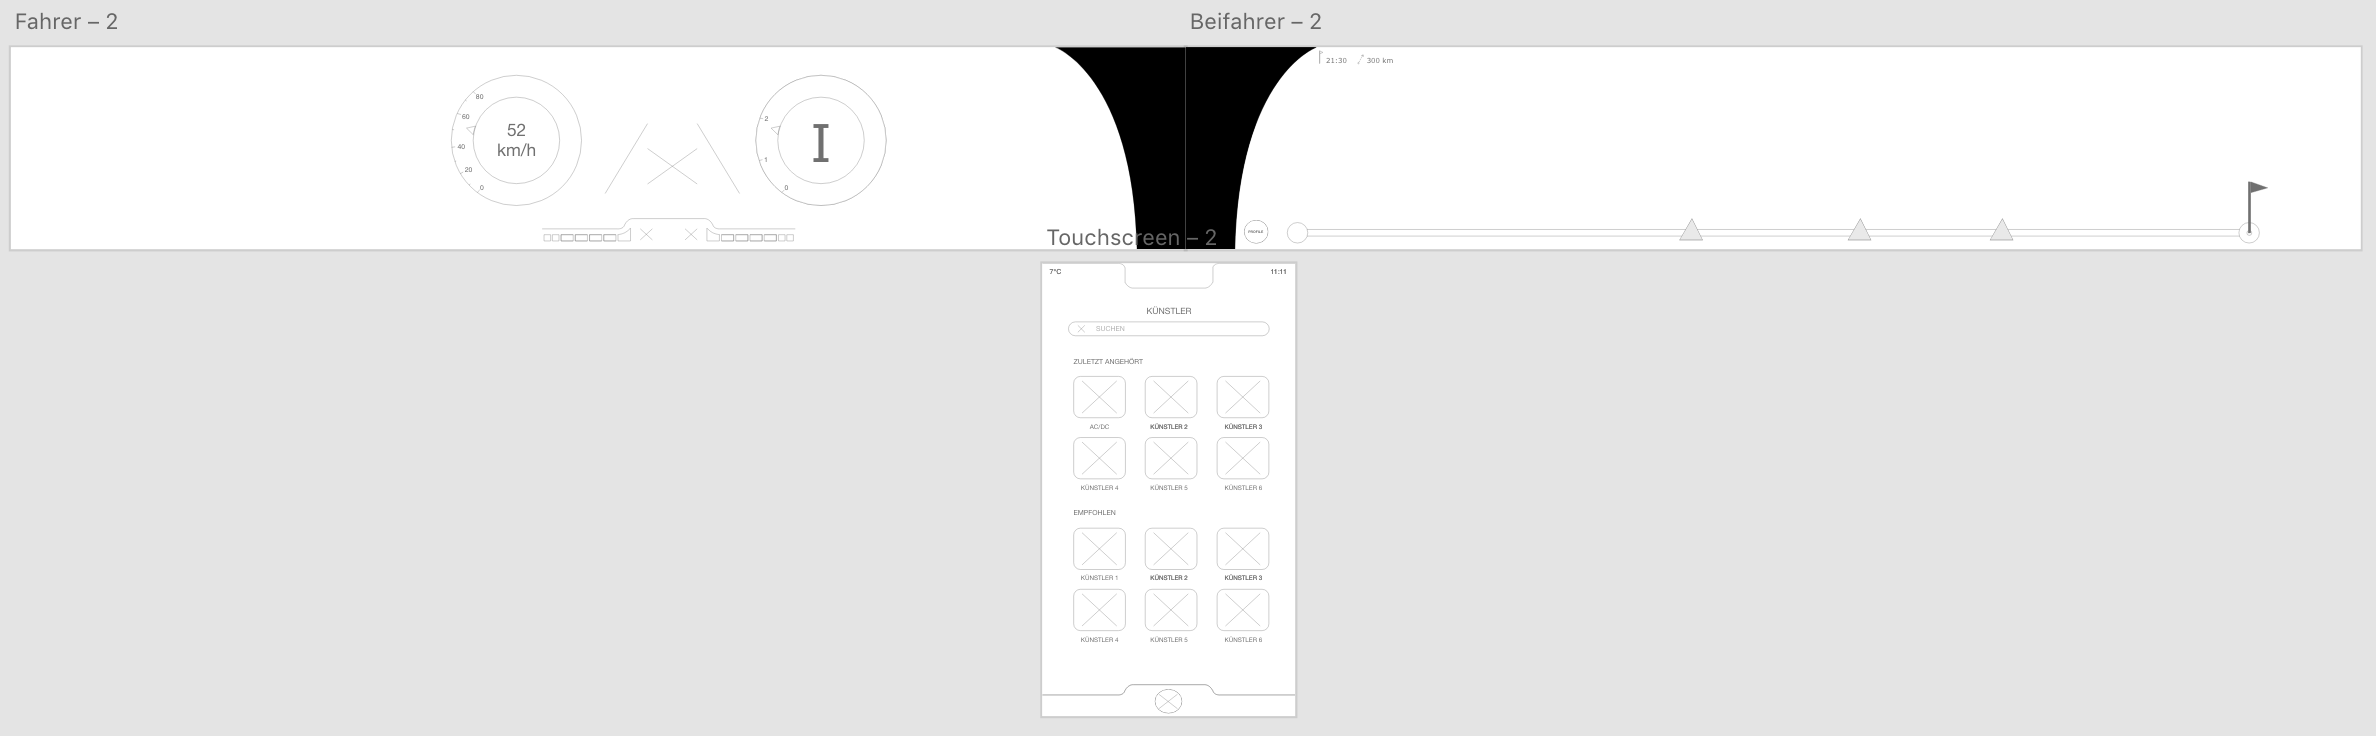 Fahrer – 2
Beifahrer – 2
80
60
40
20
0
52
km/h
2
1
0
I
21:30
300 km
PROFILE
Touchscreen – 2
7°C
11:11
KÜNSTLER
SUCHEN
ZULETZT ANGEHÖRT
AC/DC KÜNSTLER 2 KÜNSTLER 3
KÜNSTLER 4 KÜNSTLER 5 KÜNSTLER 6
EMPFOHLEN
KÜNSTLER 1 KÜNSTLER 2 KÜNSTLER 3
KÜNSTLER 4 KÜNSTLER 5 KÜNSTLER 6